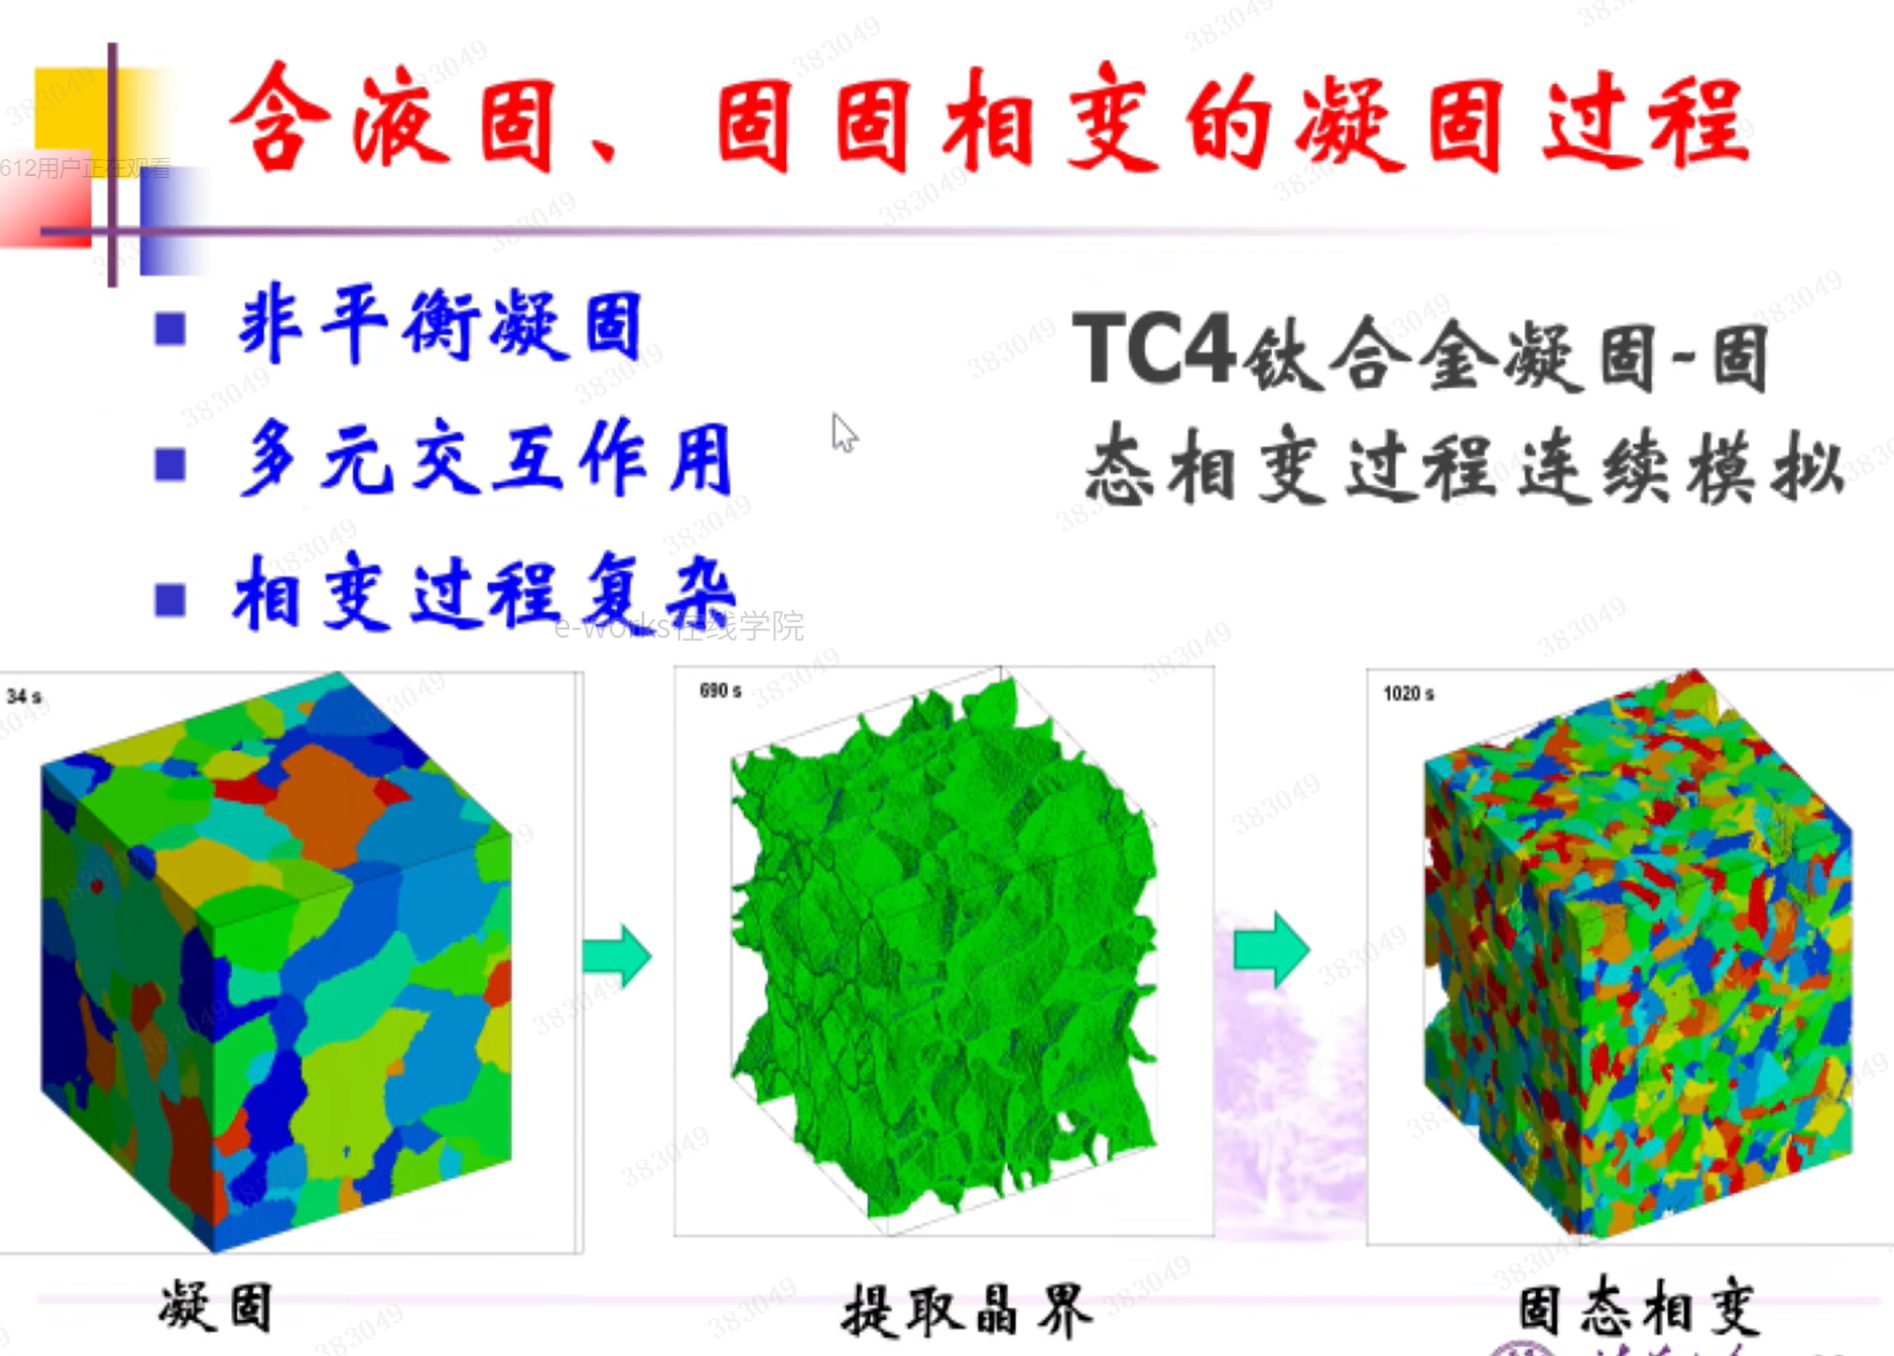 含液固、固固相变的凝固过程
612用户正在观看
非平衡凝固
多元交互作用
相变过程复杂
TC4钛合金凝固-固
态相变过程连续模拟
e-works在线学院
34 s
690 s
1020 s
凝固
提取晶界
固态相变
383049